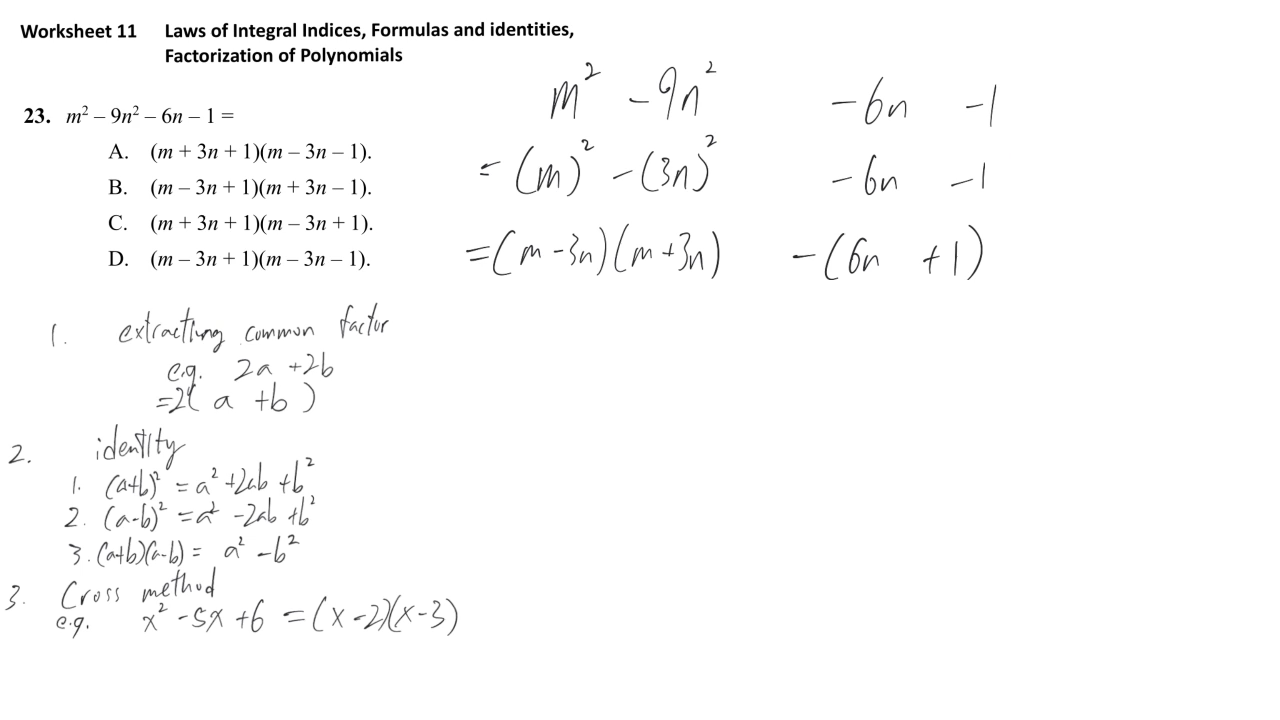 Worksheet 11 Laws of Integral Indices, Formulas and identities,
Factorization of Polynomials
23. m² – 9n² – 6n – 1 =
A. (m + 3n + 1)(m – 3n – 1).
B. (m – 3n + 1)(m + 3n – 1).
C. (m + 3n + 1)(m – 3n + 1).
D. (m – 3n + 1)(m – 3n – 1).
m² - 9n² - 6n - 1
= (m)² - (3n)² - 6n - 1
= (m - 3n)(m + 3n) - (6n + 1)
1. extracting common factor
e.g. 2a + 2b
= 2( a + b )
2. identity
1. (a+b)² = a² + 2ab + b²
2. (a-b)² = a² - 2ab + b²
3. (a+b)(a-b) = a² - b²
3. Cross method
e.g. x² - 5x + 6 = (x - 2)(x - 3)